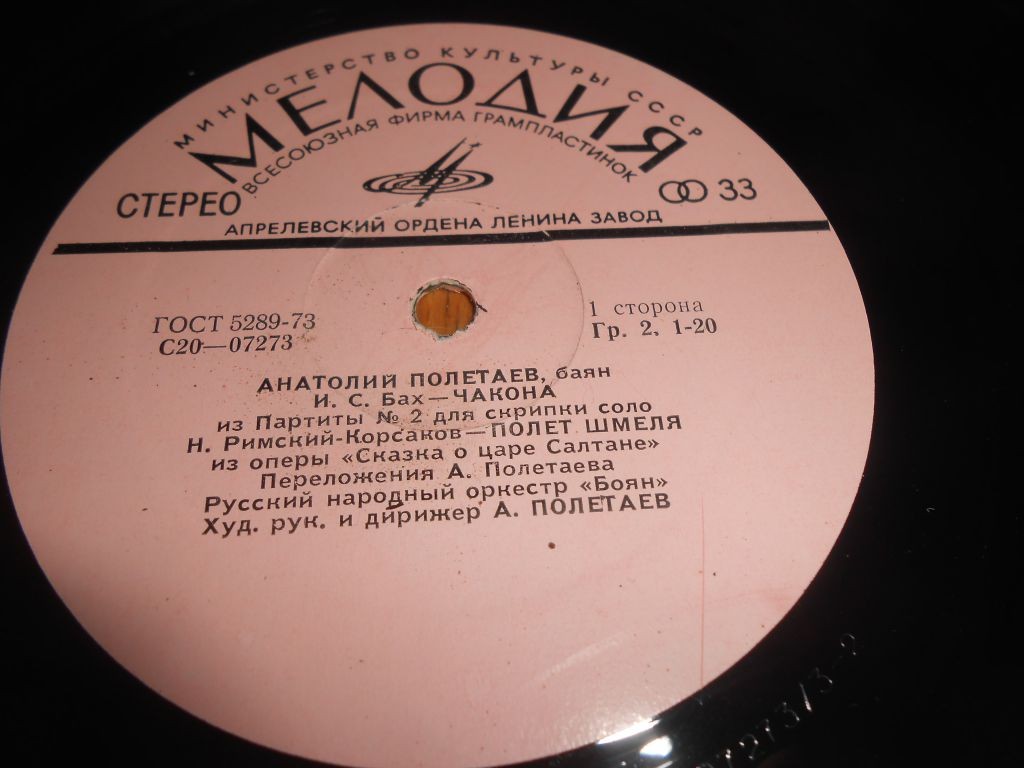 МИНИСТЕРСТВО КУЛЬТУРЫ СССР
МЕЛОДИЯ
ВСЕСОЮЗНАЯ ФИРМА ГРАМПЛАСТИНОК
СТЕРЕО
33
АПРЕЛЕВСКИЙ ОРДЕНА ЛЕНИНА ЗАВОД
ГОСТ 5289-73
С20—07273
1 сторона
Гр. 2. 1-20
АНАТОЛИЙ ПОЛЕТАЕВ, баян
И. С. Бах—ЧАКОНА
из Партиты № 2 для скрипки соло
Н. Римский-Корсаков—ПОЛЕТ ШМЕЛЯ
из оперы «Сказка о царе Салтане»
Переложения А. Полетаева
Русский народный оркестр «Боян»
Худ. рук. и дирижер А. ПОЛЕТАЕВ